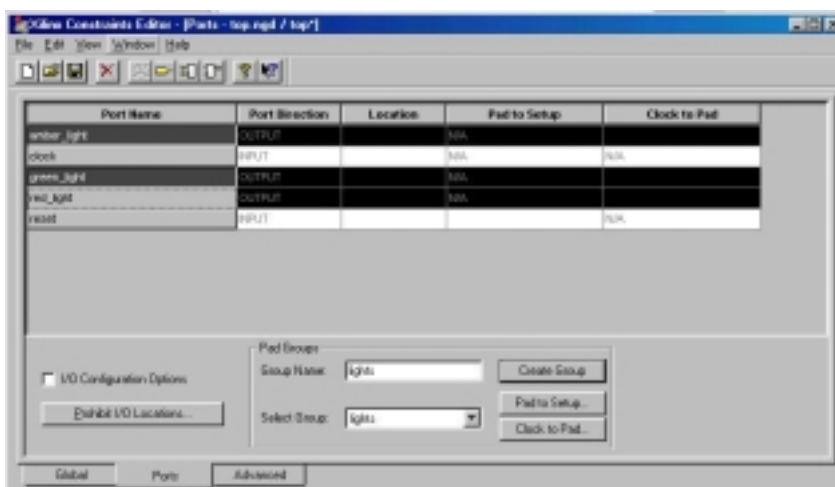 Xilinx Constraints Editor - [Ports - top.ngd / top*]
File Edit View Window Help
Port Name Port Direction Location Pad to Setup Clock to Pad
amber_light OUTPUT N/A
clock INPUT N/A N/A
green_light OUTPUT N/A
red_light OUTPUT N/A
reset INPUT N/A
Pad Groups
I/O Configuration Options
Group Name: lights Create Group
Pad to Setup...
Prohibit I/O Locations...
Select Group: lights
Clock to Pad...
Global Ports Advanced